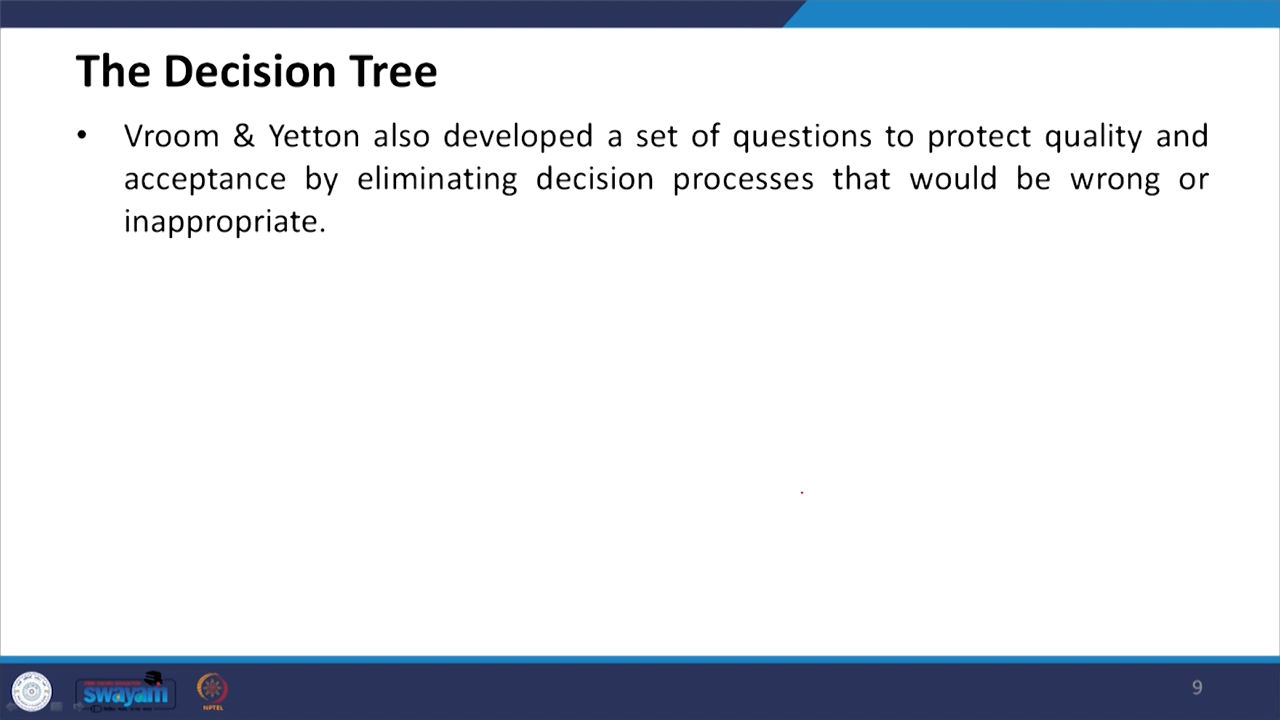 The Decision Tree
• Vroom & Yetton also developed a set of questions to protect quality and
acceptance by eliminating decision processes that would be wrong or
inappropriate.
swayam
NPTEL
9